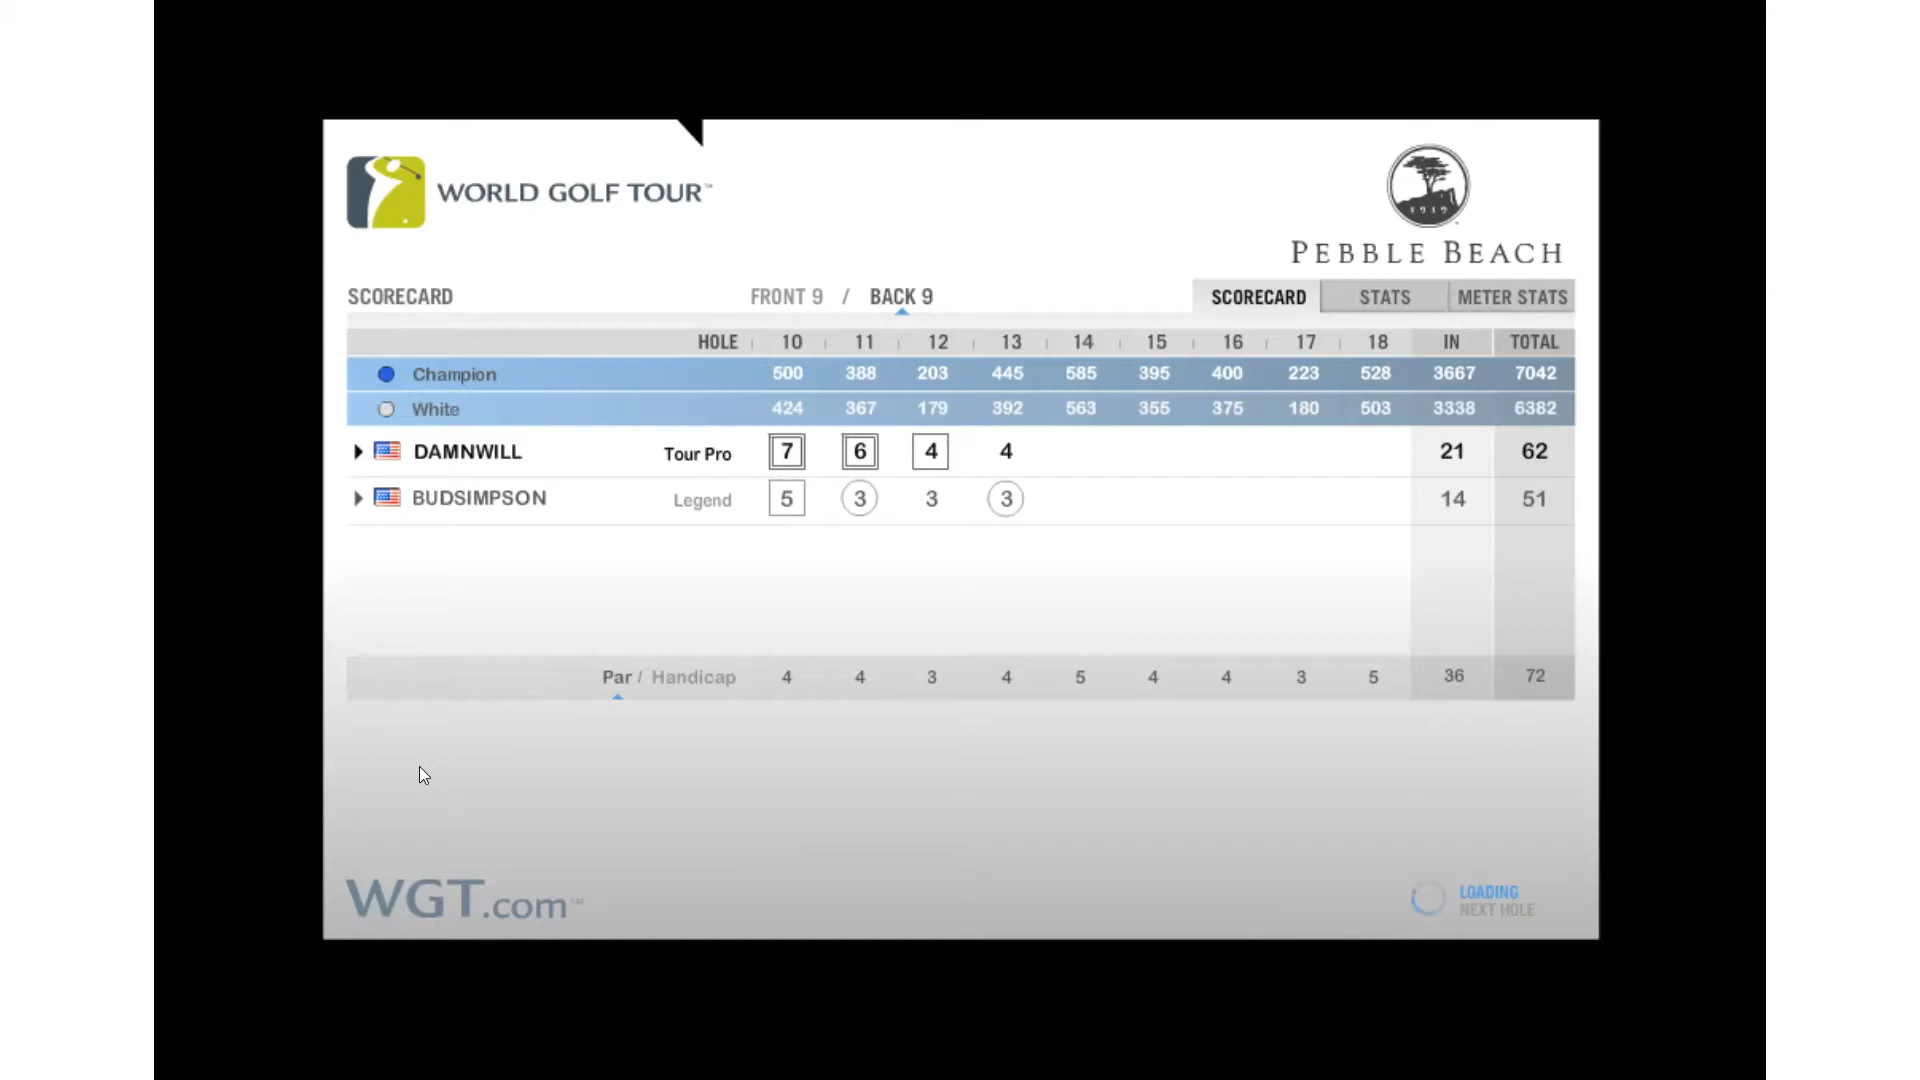 WORLD GOLF TOUR™
1919
PEBBLE BEACH
SCORECARD FRONT 9 / BACK 9 SCORECARD STATS METER STATS
HOLE 10 11 12 13 14 15 16 17 18 IN TOTAL
Champion 500 388 203 445 585 395 400 223 528 3667 7042
White 424 367 179 392 563 355 375 180 503 3338 6382
DAMNWILL Tour Pro 7 6 4 4 21 62
BUDSIMPSON Legend 5 3 3 3 14 51
Par / Handicap 4 4 3 4 5 4 4 3 5 36 72
WGT.com™
LOADING
NEXT HOLE